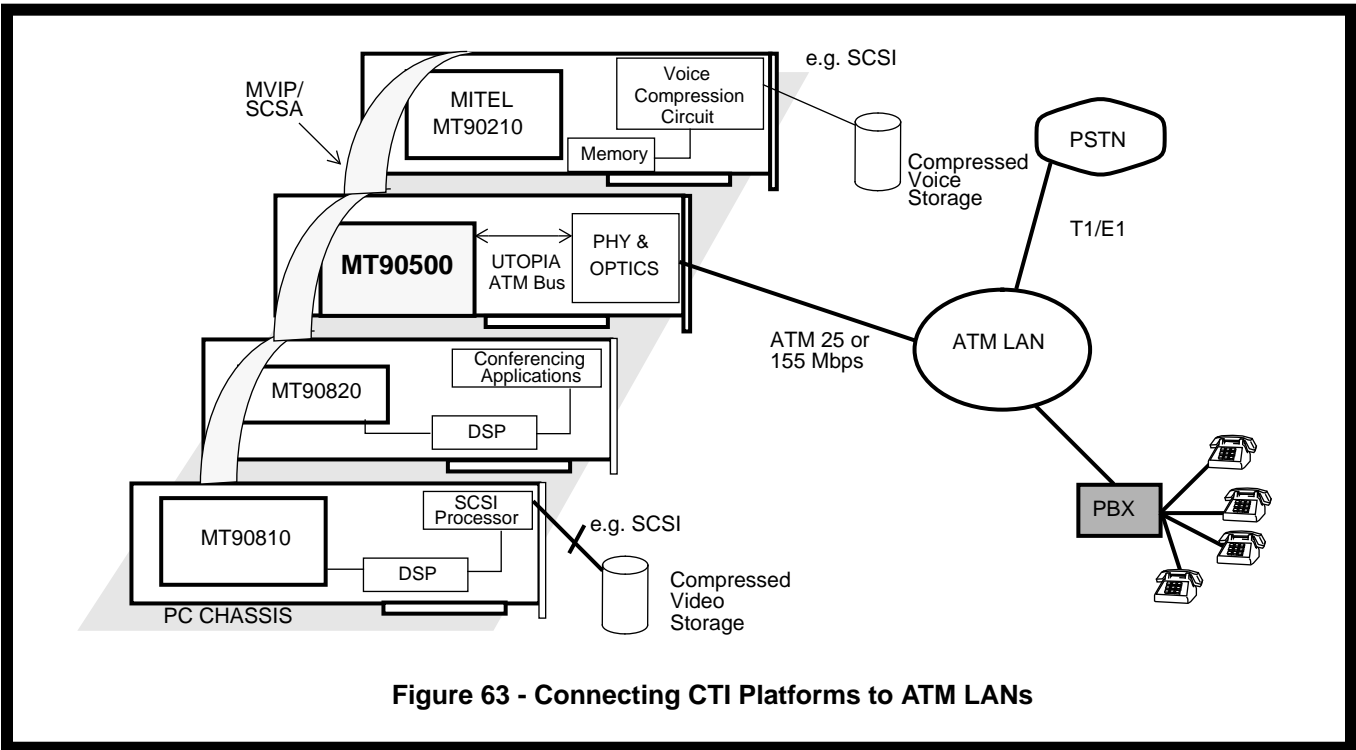 e.g. SCSI
MVIP/
SCSA
MITEL
MT90210
Voice
Compression
Circuit
Memory
Compressed
Voice
Storage
PSTN
T1/E1
MT90500
UTOPIA
ATM Bus
PHY &
OPTICS
ATM 25 or
155 Mbps
ATM LAN
MT90820
Conferencing
Applications
DSP
PBX
MT90810
SCSI
Processor
DSP
e.g. SCSI
Compressed
Video
Storage
PC CHASSIS
Figure 63 - Connecting CTI Platforms to ATM LANs